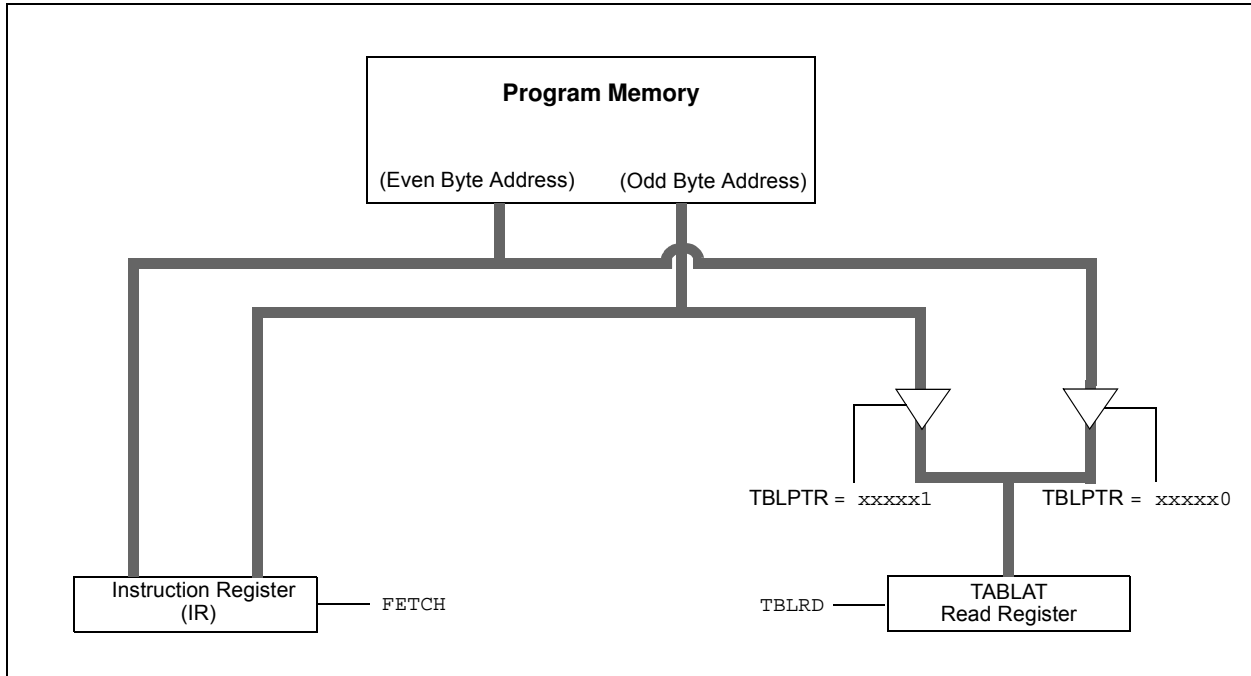 Program Memory
(Even Byte Address) (Odd Byte Address)
TBLPTR = xxxxx1 TBLPTR = xxxxx0
Instruction Register
(IR)
FETCH
TBLRD
TABLAT
Read Register